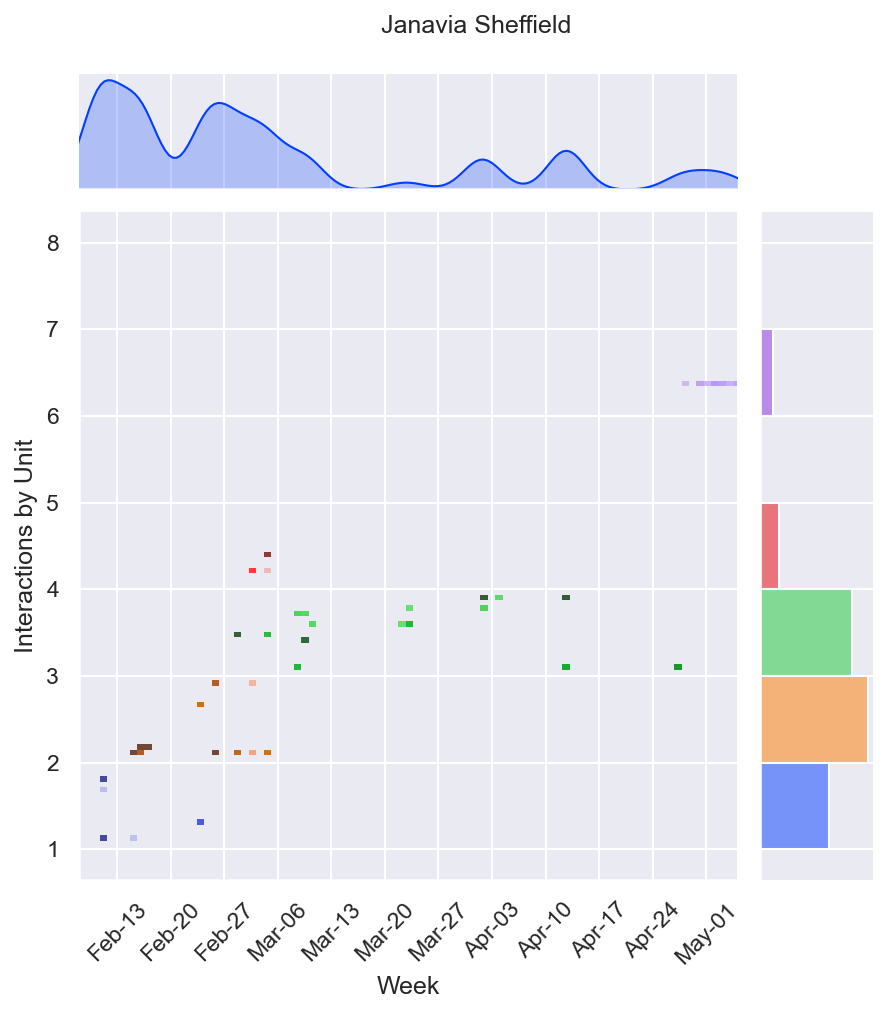 Janavia Sheffield
8
7
6
5
4
3
2
1
Interactions by Unit
Feb-13
Feb-20
Feb-27
Mar-06
Mar-13
Mar-20
Mar-27
Apr-03
Apr-10
Apr-17
Apr-24
May-01
Week